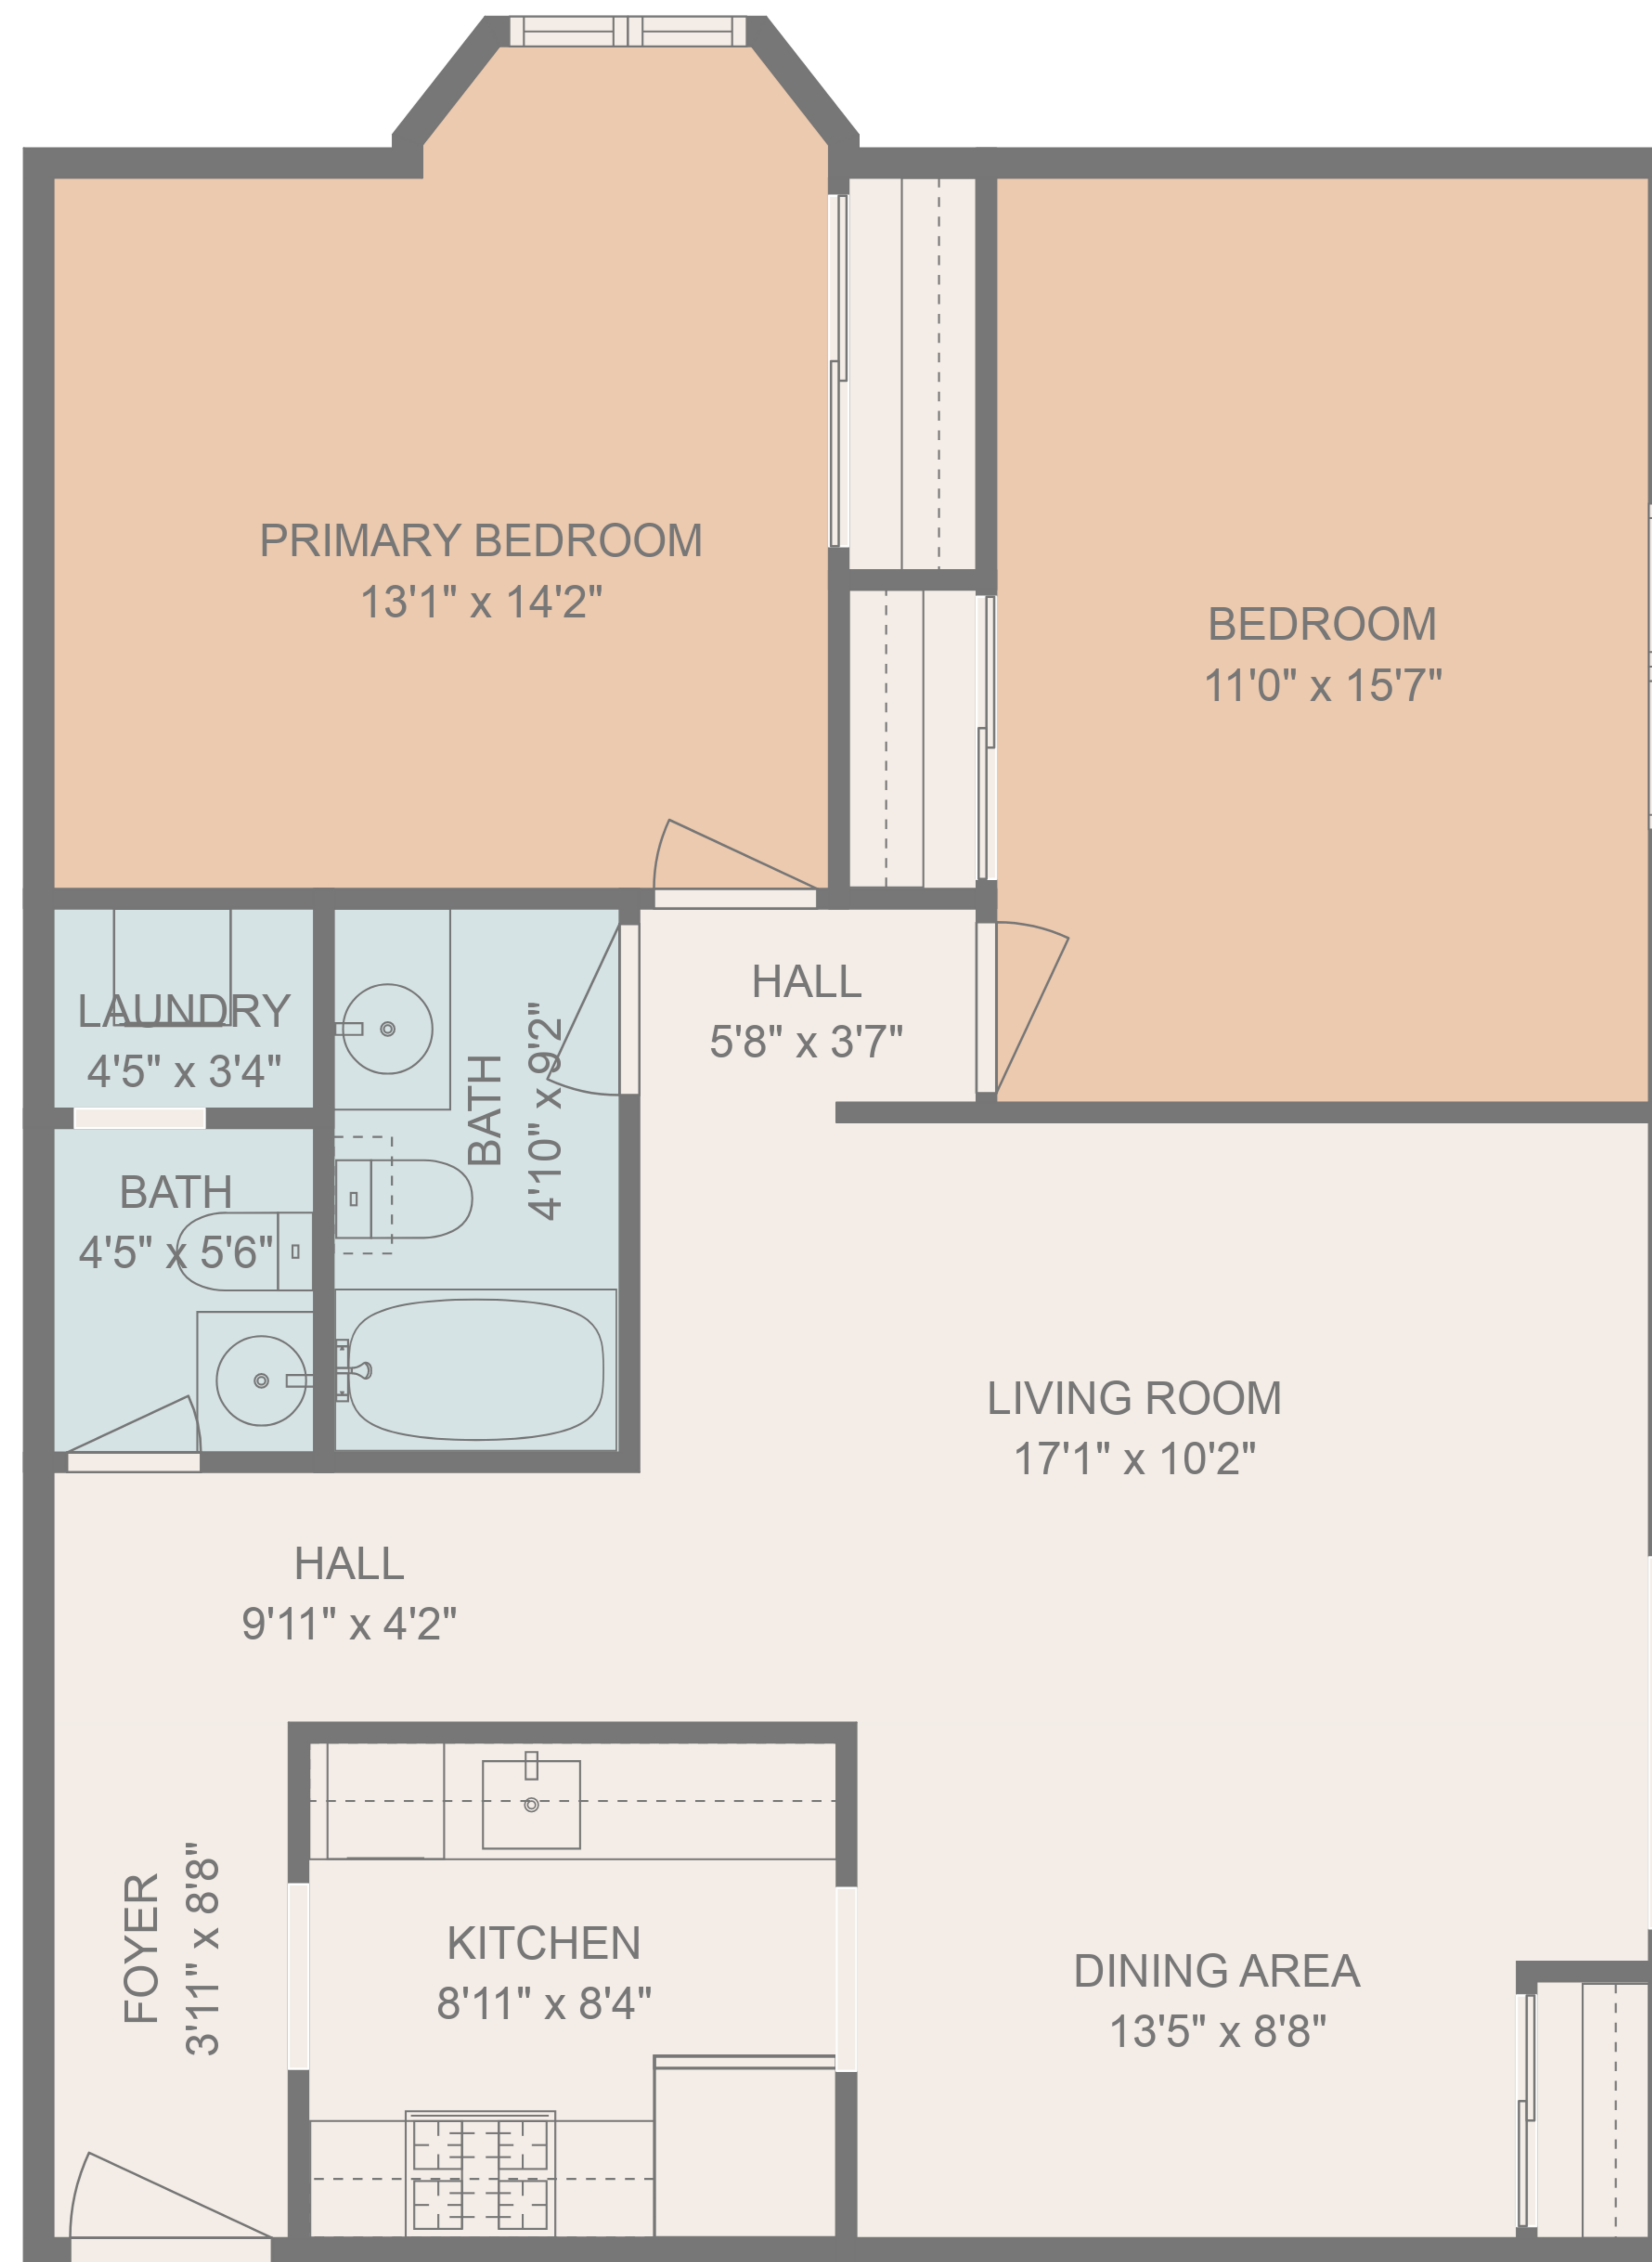 PRIMARY BEDROOM
13'1" x 14'2"
BEDROOM
11'0" x 15'7"
LAUNDRY
4'5" x 3'4"
BATH
4'10" x 9'2"
HALL
5'8" x 3'7"
BATH
4'5" x 5'6"
LIVING ROOM
17'1" x 10'2"
HALL
9'11" x 4'2"
FOYER
3'11" x 8'8"
KITCHEN
8'11" x 8'4"
DINING AREA
13'5" x 8'8"